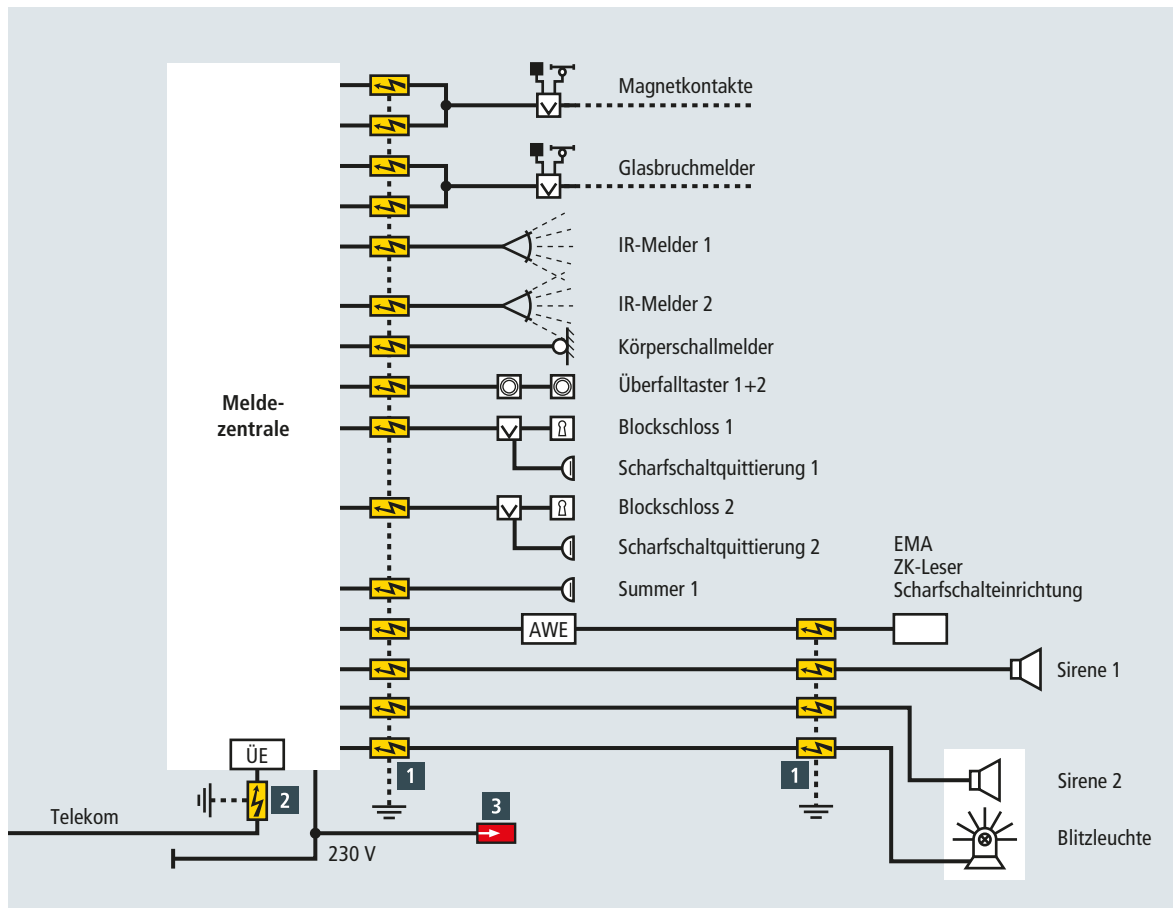 Magnetkontakte
Glasbruchmelder
IR-Melder 1
IR-Melder 2
Körperschallmelder
Überfalltaster 1+2
Melde-
zentrale
Blockschloss 1
Scharfschaltquittierung 1
Blockschloss 2
Scharfschaltquittierung 2
EMA
ZK-Leser
Scharfschalteinrichtung
Summer 1
AWE
Sirene 1
ÜE
1
1
2
3
Sirene 2
Telekom
230 V
Blitzleuchte